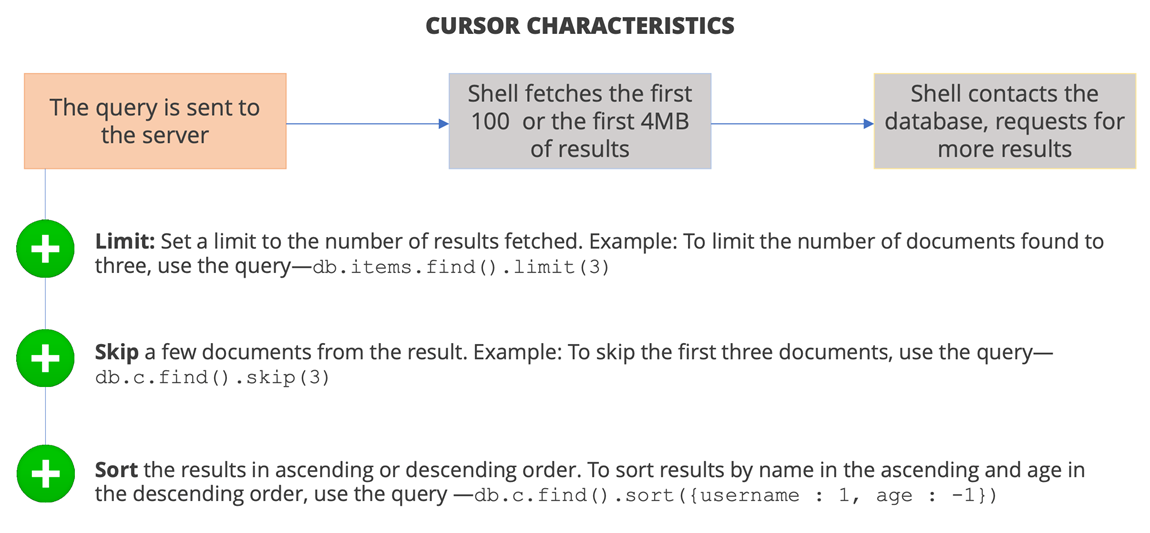 CURSOR CHARACTERISTICS
The query is sent to
the server
Shell fetches the first
100 or the first 4MB
of results
Shell contacts the
database, requests for
more results
Limit: Set a limit to the number of results fetched. Example: To limit the number of documents found to
three, use the query—db.items.find().limit(3)
Skip a few documents from the result. Example: To skip the first three documents, use the query—
db.c.find().skip(3)
Sort the results in ascending or descending order. To sort results by name in the ascending and age in
the descending order, use the query —db.c.find().sort({username : 1, age : -1})